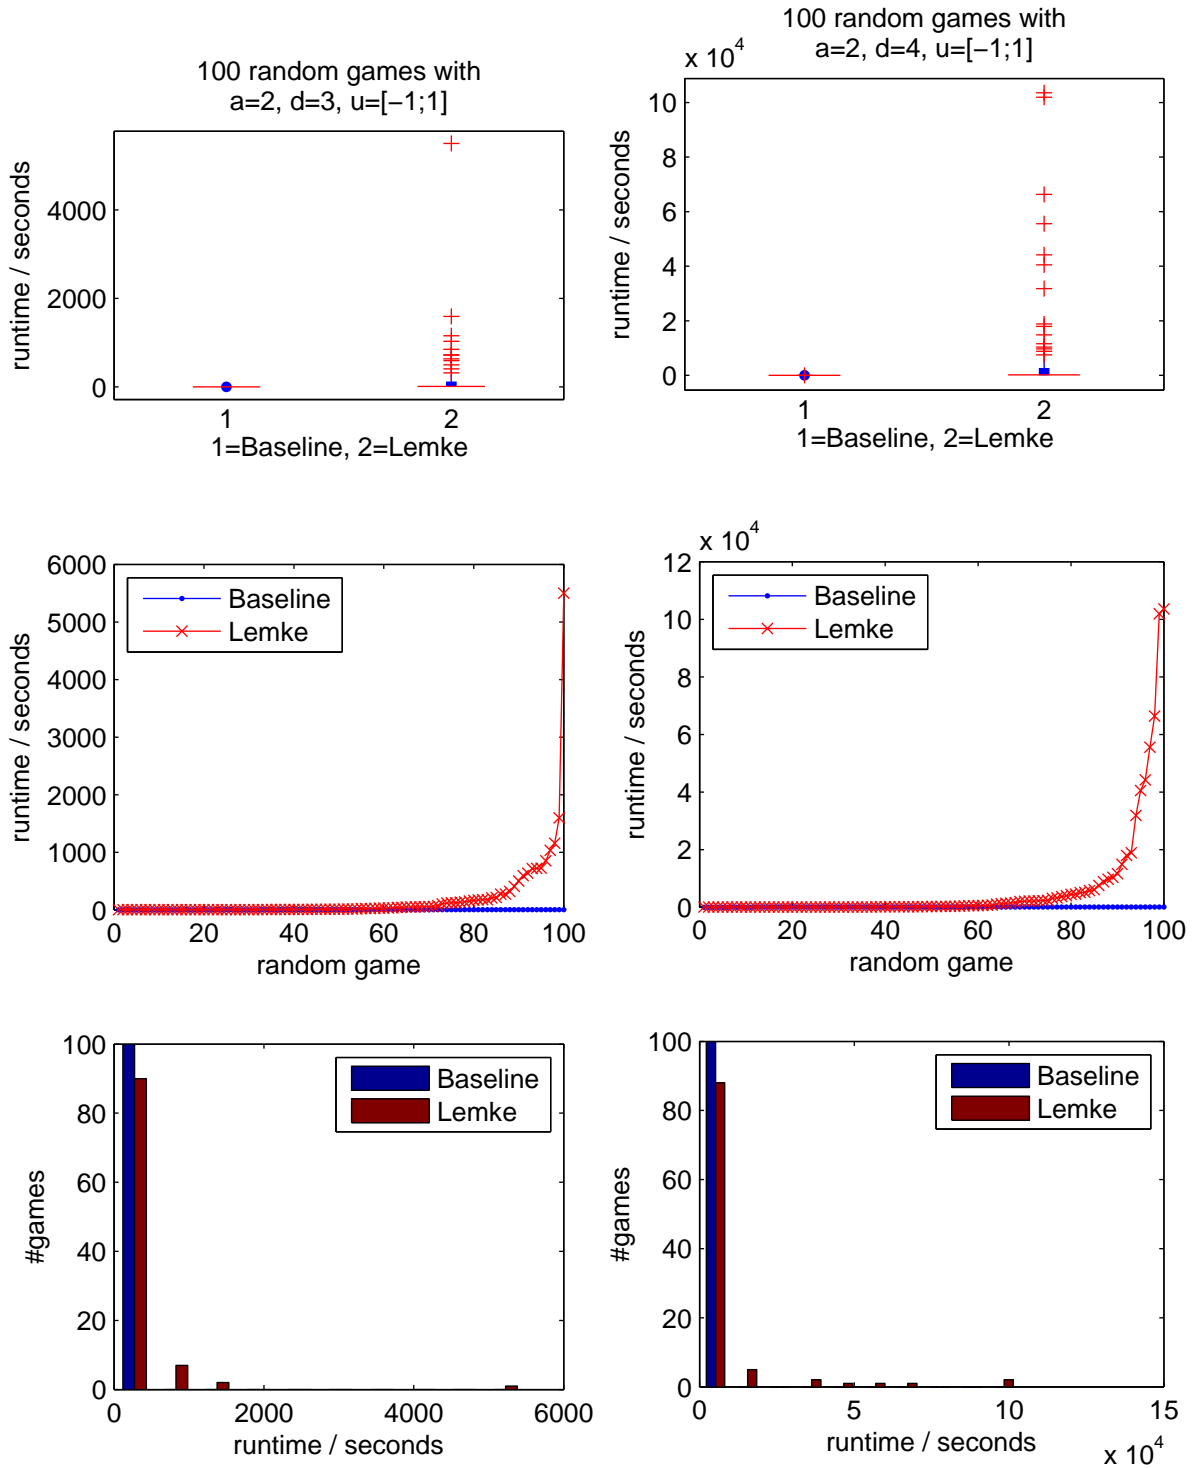 100 random games with
a=2, d=3, u=[−1;1]
runtime / seconds
4000
2000
0
1
2
1=Baseline, 2=Lemke
100 random games with
a=2, d=4, u=[−1;1]
x 10^4
runtime / seconds
10
8
6
4
2
0
1
2
1=Baseline, 2=Lemke
runtime / seconds
6000
5000
4000
3000
2000
1000
0
Baseline
Lemke
0 20 40 60 80 100
random game
x 10^4
runtime / seconds
12
10
8
6
4
2
0
Baseline
Lemke
0 20 40 60 80 100
random game
#games
100
80
60
40
20
0
Baseline
Lemke
0 2000 4000 6000
runtime / seconds
#games
100
80
60
40
20
0
Baseline
Lemke
0 5 10 15
runtime / seconds
x 10^4